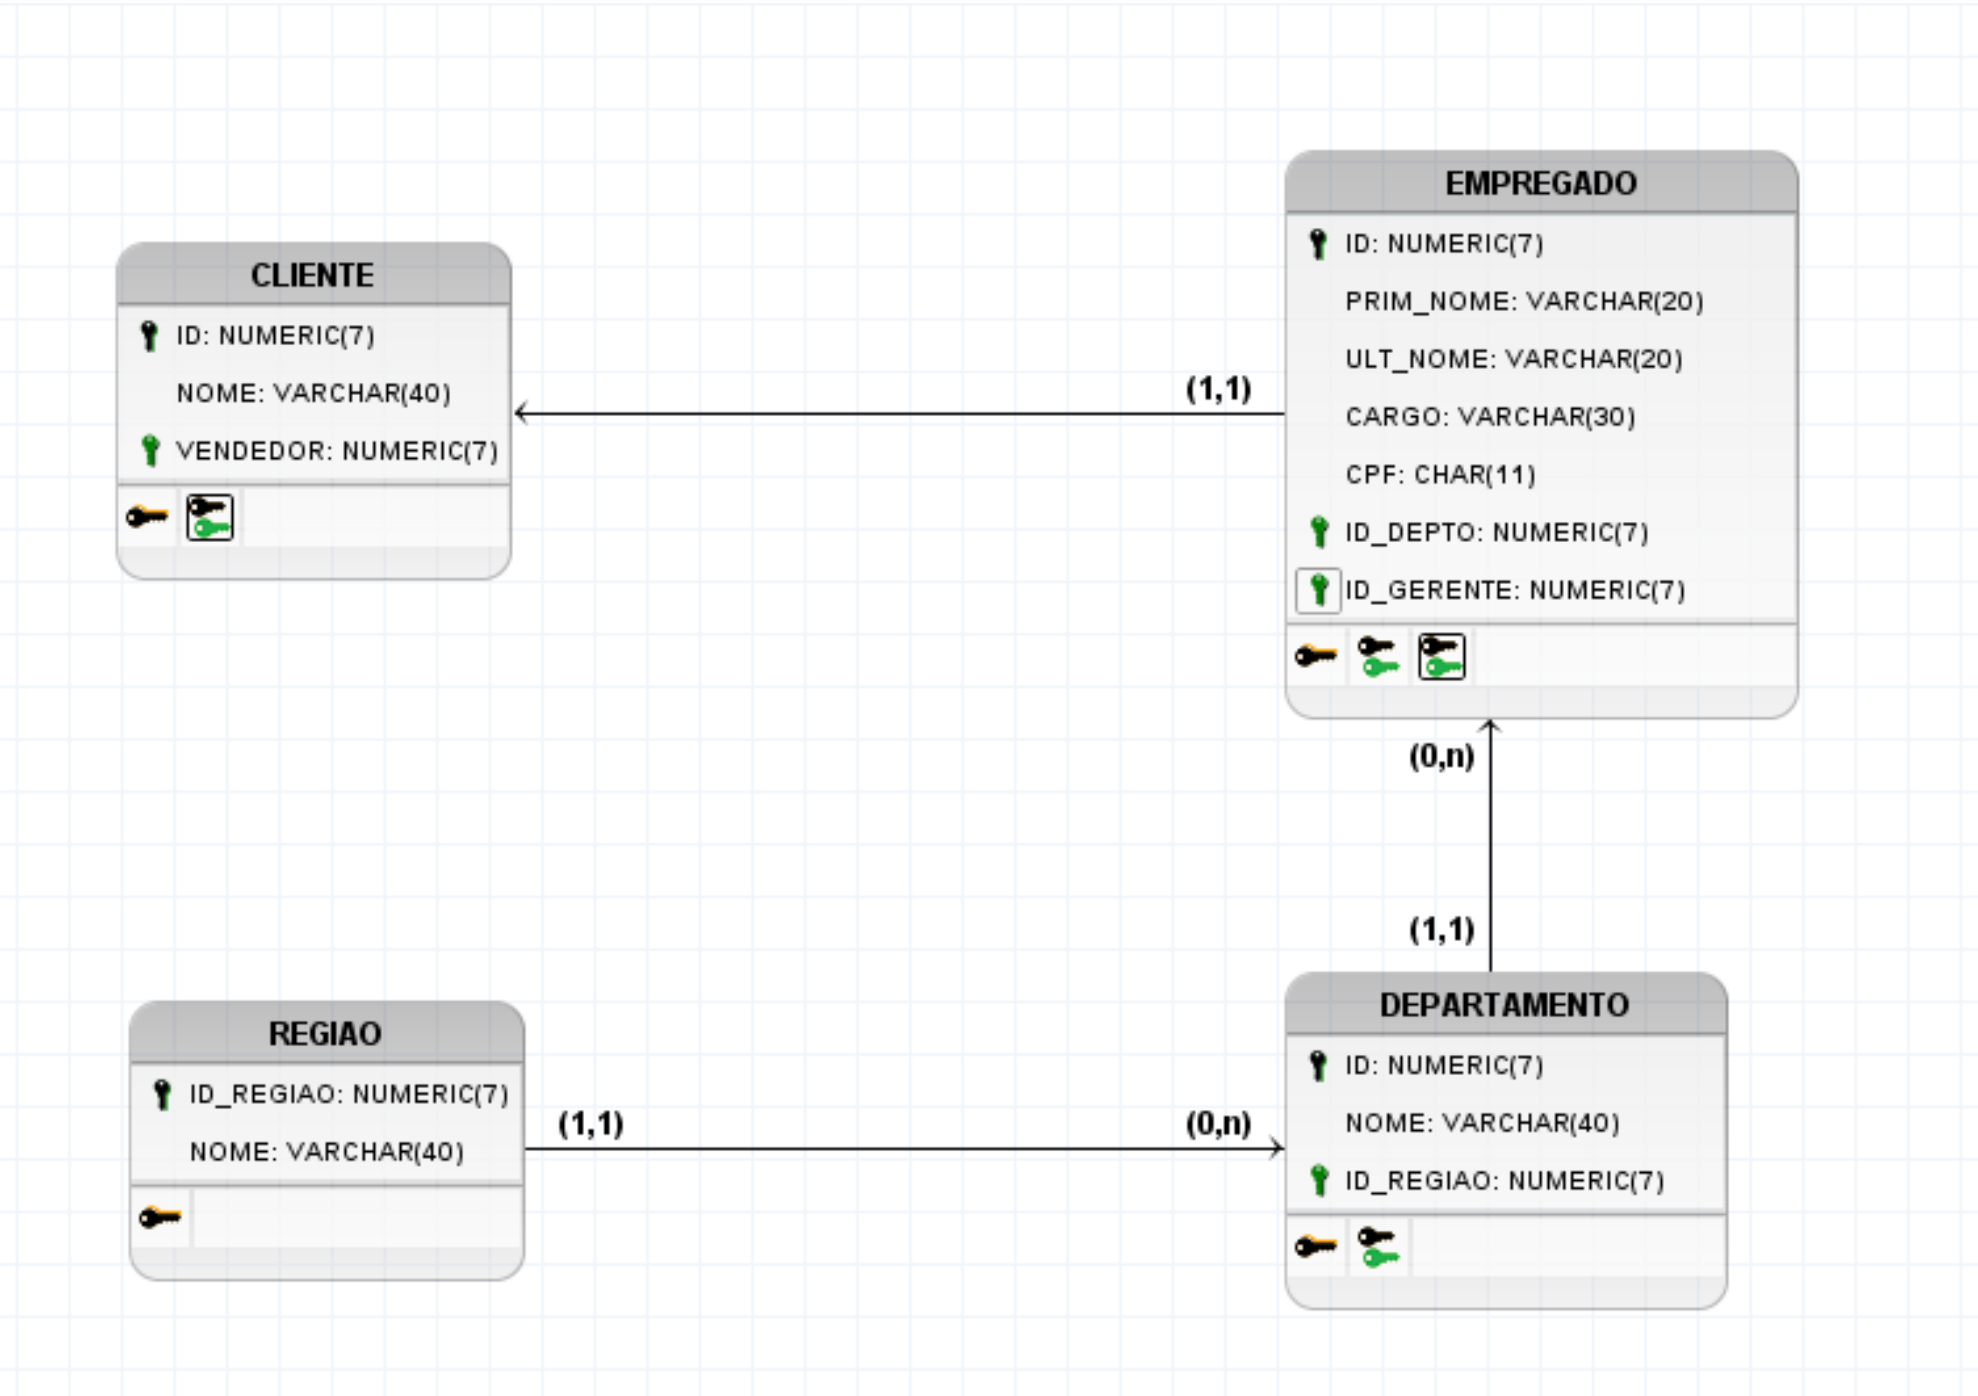 EMPREGADO
ID: NUMERIC(7)
PRIM_NOME: VARCHAR(20)
ULT_NOME: VARCHAR(20)
CARGO: VARCHAR(30)
CPF: CHAR(11)
ID_DEPTO: NUMERIC(7)
ID_GERENTE: NUMERIC(7)
CLIENTE
ID: NUMERIC(7)
NOME: VARCHAR(40)
VENDEDOR: NUMERIC(7)
(1,1)
(0,n)
(1,1)
REGIAO
ID_REGIAO: NUMERIC(7)
NOME: VARCHAR(40)
(1,1)
(0,n)
DEPARTAMENTO
ID: NUMERIC(7)
NOME: VARCHAR(40)
ID_REGIAO: NUMERIC(7)